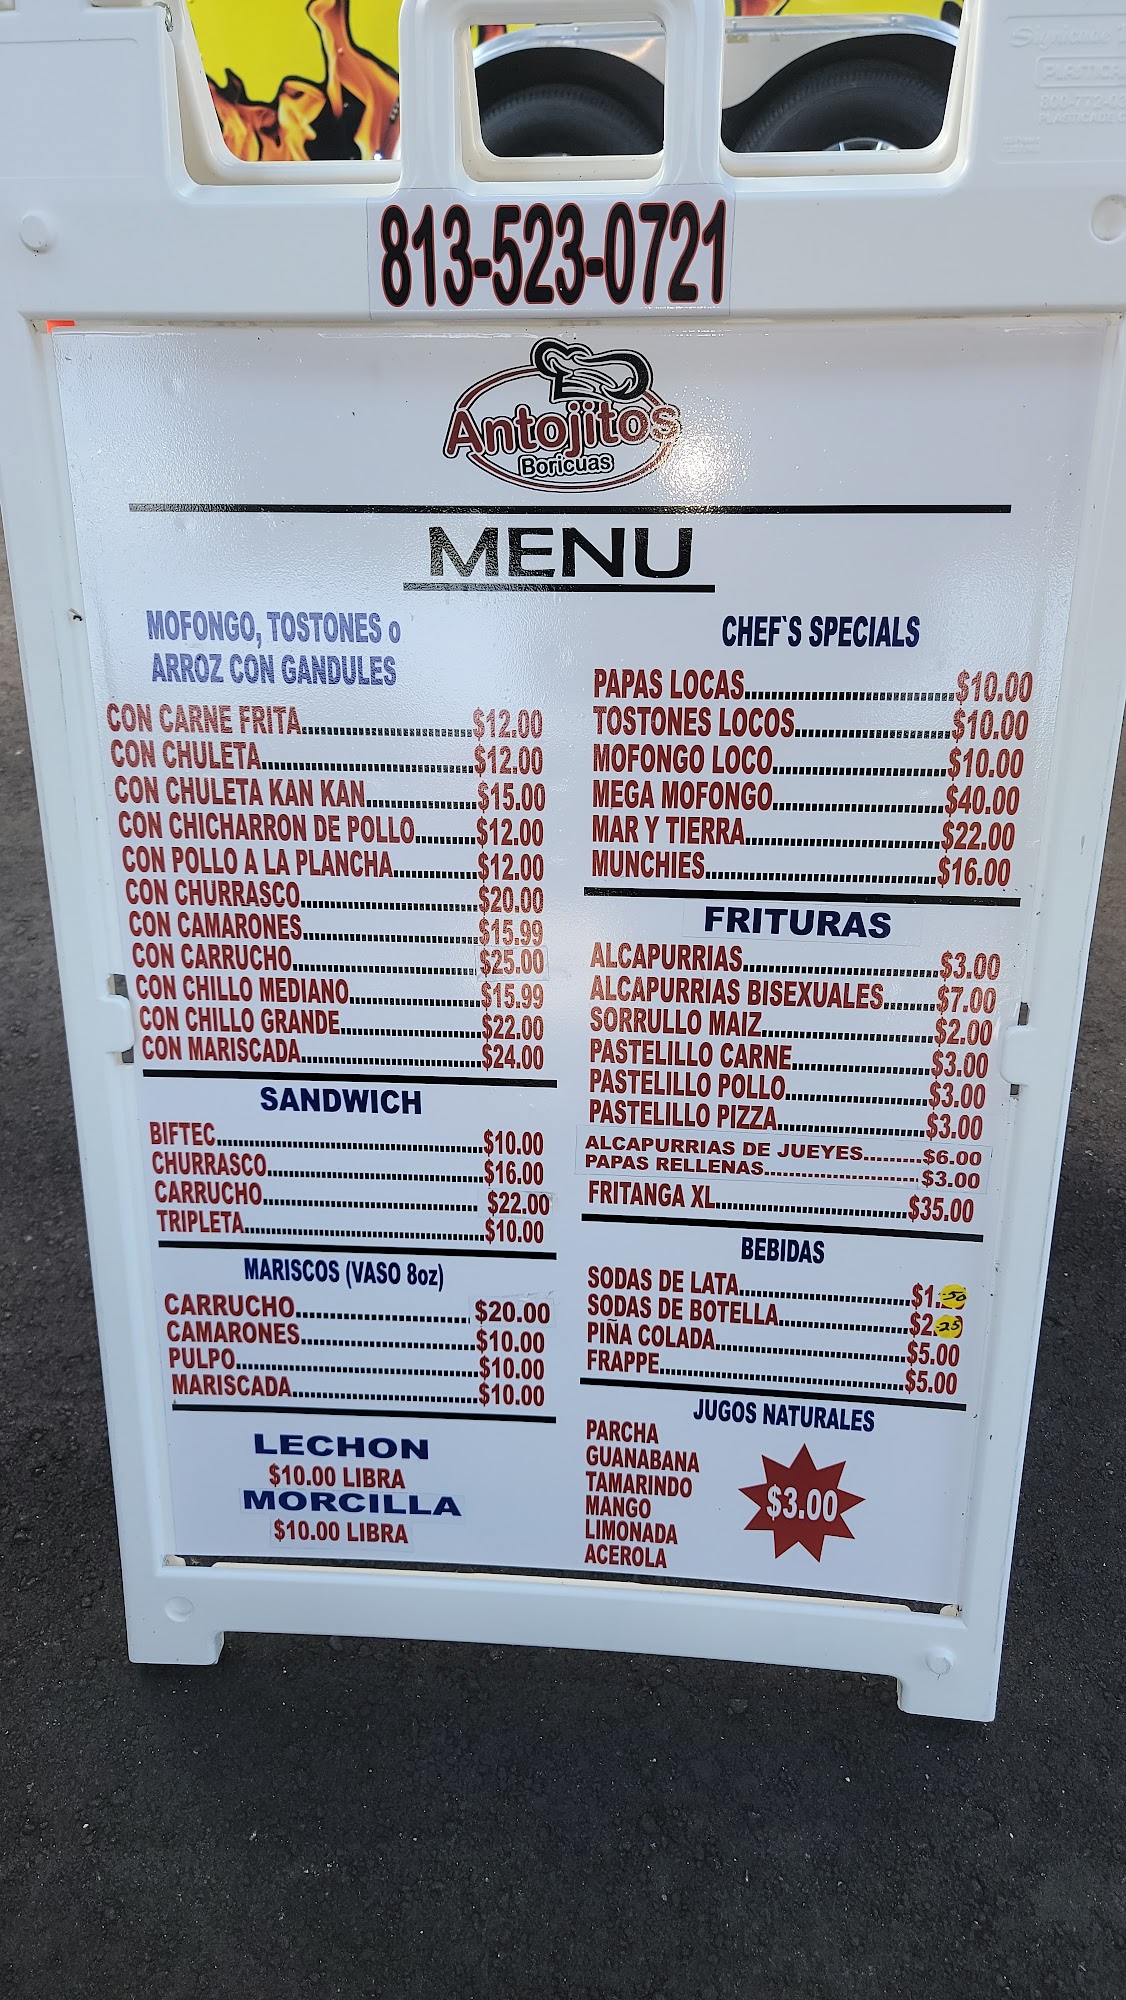 813-523-0721
Antojitos
Boricuas
MENU
MOFONGO, TOSTONES o
ARROZ CON GANDULES
CON CARNE FRITA $12.00
CON CHULETA $12.00
CON CHULETA KAN KAN $15.00
CON CHICHARRON DE POLLO $12.00
CON POLLO A LA PLANCHA $12.00
CON CHURRASCO $20.00
CON CAMARONES $15.99
CON CARRUCHO $25.00
CON CHILLO MEDIANO $15.99
CON CHILLO GRANDE $22.00
CON MARISCADA $24.00
SANDWICH
BIFTEC $10.00
CHURRASCO $16.00
CARRUCHO $22.00
TRIPLETA $10.00
MARISCOS (VASO 8oz)
CARRUCHO $20.00
CAMARONES $10.00
PULPO $10.00
MARISCADA $10.00
LECHON
$10.00 LIBRA
MORCILLA
$10.00 LIBRA
CHEF`S SPECIALS
PAPAS LOCAS $10.00
TOSTONES LOCOS $10.00
MOFONGO LOCO $10.00
MEGA MOFONGO $40.00
MAR Y TIERRA $22.00
MUNCHIES $16.00
FRITURAS
ALCAPURRIAS $3.00
ALCAPURRIAS BISEXUALES $7.00
SORRULLO MAIZ $2.00
PASTELILLO CARNE $3.00
PASTELILLO POLLO $3.00
PASTELILLO PIZZA $3.00
ALCAPURRIAS DE JUEYES $6.00
PAPAS RELLENAS $3.00
FRITANGA XL $35.00
BEBIDAS
SODAS DE LATA $1.50
SODAS DE BOTELLA $2.25
PIÑA COLADA $5.00
FRAPPE $5.00
JUGOS NATURALES
PARCHA
GUANABANA
TAMARINDO
MANGO
LIMONADA
ACEROLA
$3.00